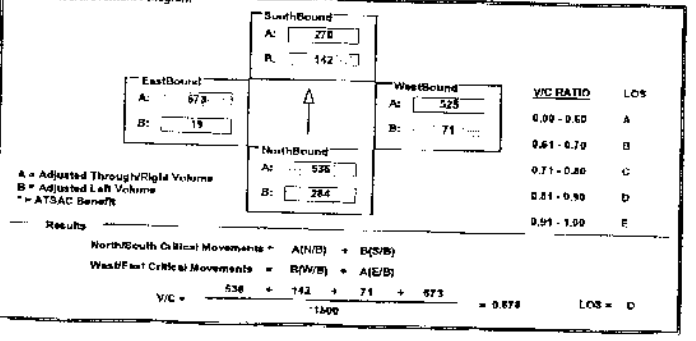 Diagram
SouthBound
A: 270
B: 142
EastBound
A: 673
B: 19
WestBound
A: 525
B: 71
NorthBound
A: 536
B: 284
V/C RATIO LOS
0.00 - 0.60 A
0.61 - 0.70 B
0.71 - 0.80 C
0.81 - 0.90 D
0.91 - 1.00 E
A = Adjusted Through/Right Volume
B = Adjusted Left Volume
* = ATSAC Benefit
Results
North/South Critical Movements = A(N/B) + B(S/B)
West/East Critical Movements = B(W/B) + A(E/B)
V/C = 536 + 142 + 71 + 673
*1500
= 0.878 LOS = D